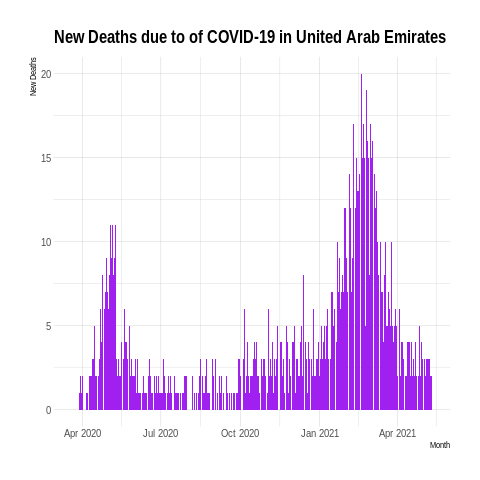 New Deaths due to of COVID-19 in United Arab Emirates
New Deaths
20
15
10
5
0
Apr 2020 Jul 2020 Oct 2020 Jan 2021 Apr 2021
Month